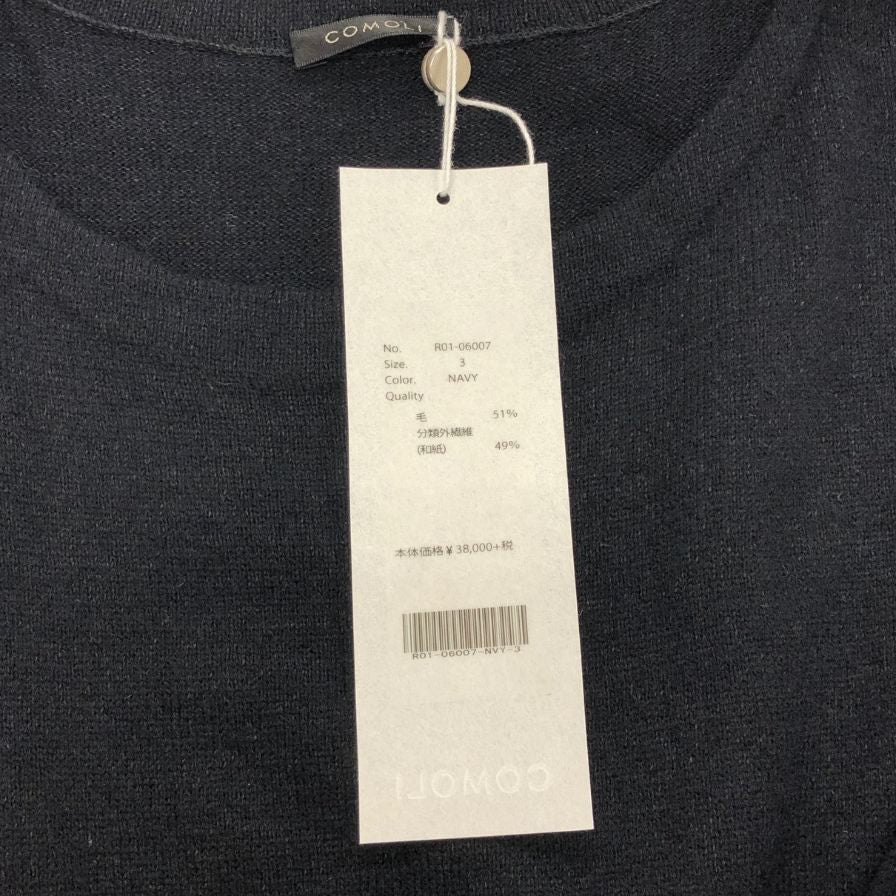 COMOLI
No. R01-06007
Size. 3
Color. NAVY
Quality
毛 51%
分類外繊維
(和紙) 49%
本体価格¥38,000+税
R01-06007-NVY-3
COMOLI